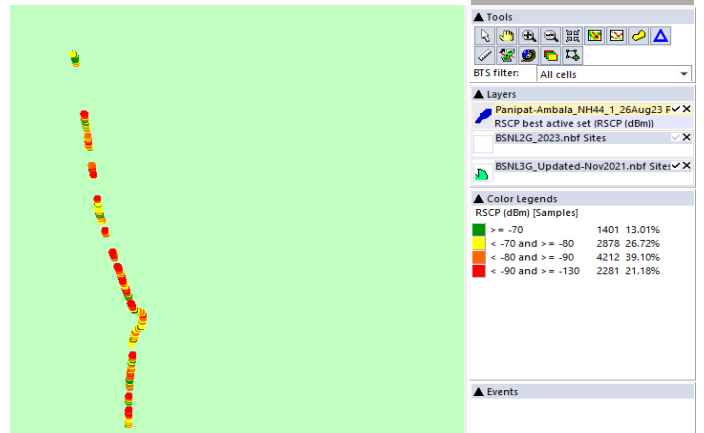 Tools
BTS filter: All cells
Layers
Panipat-Ambala_NH44_1_26Aug23 F
RSCP best active set (RSCP (dBm))
BSNL2G_2023.nbf Sites
BSNL3G_Updated-Nov2021.nbf Sites
Color Legends
RSCP (dBm) [Samples]
>= -70 1401 13.01%
< -70 and >= -80 2878 26.72%
< -80 and >= -90 4212 39.10%
< -90 and >= -130 2281 21.18%
Events